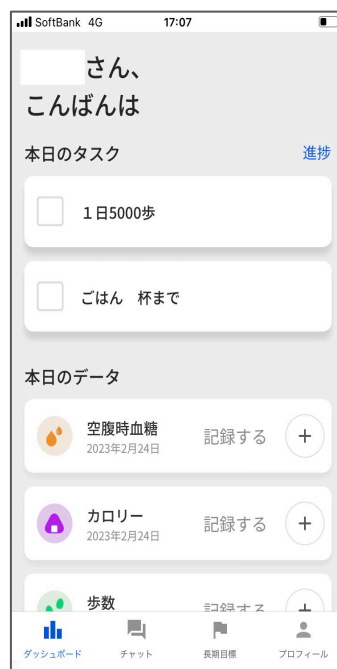 SoftBank 4G 17:07
さん、
こんばんは
本日のタスク 進捗
１日5000歩
ごはん 杯まで
本日のデータ
空腹時血糖 記録する +
2023年2月24日
カロリー 記録する +
2023年2月24日
歩数 記録する +
ダッシュボード チャット 長期目標 プロフィール